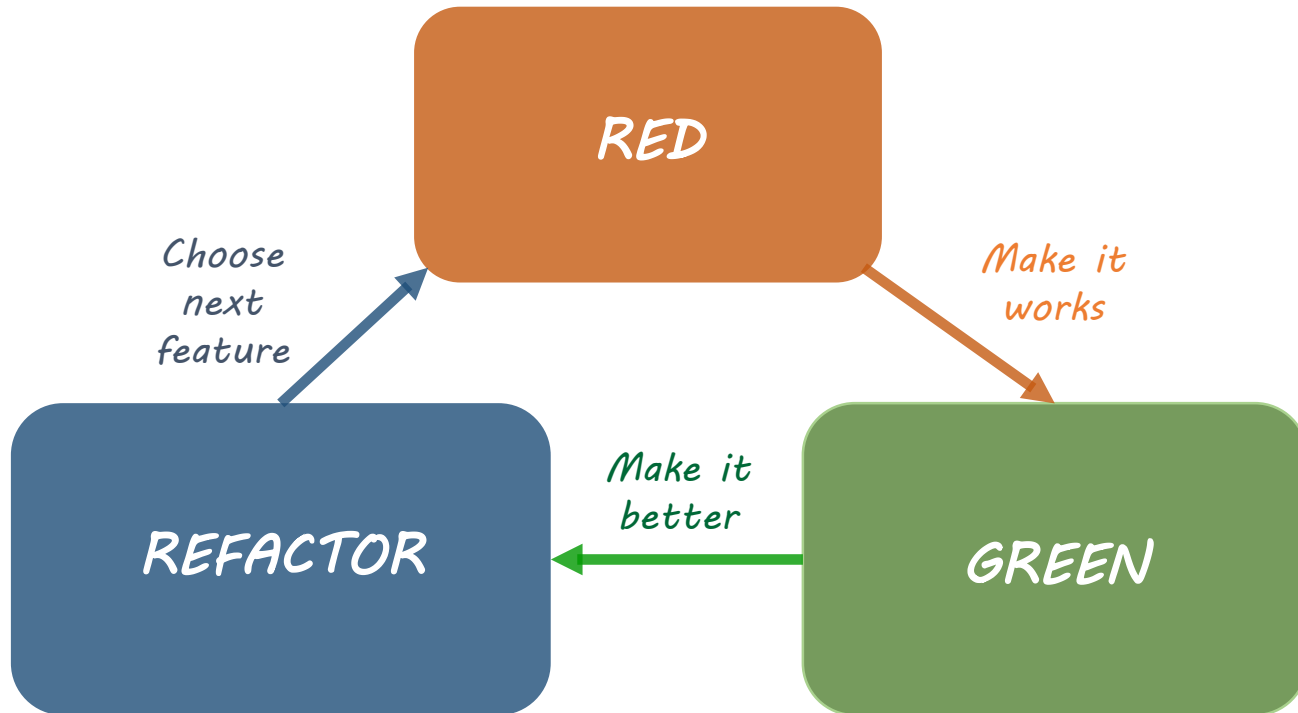 RED
Choose
next
feature
Make it
works
Make it
better
REFACTOR
GREEN